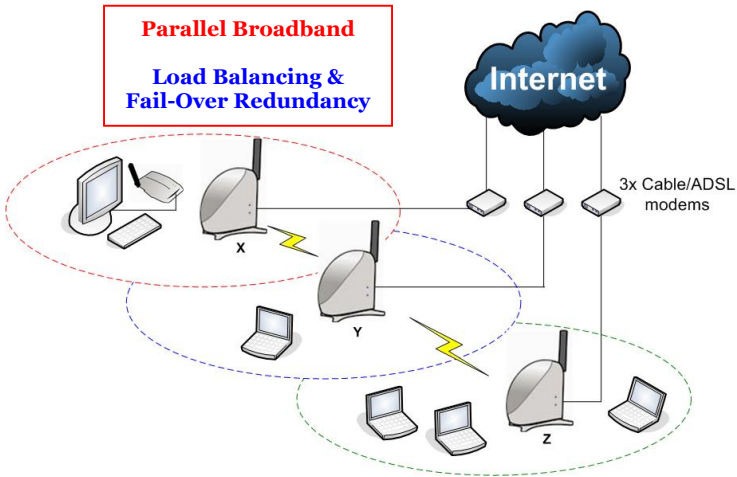 Parallel Broadband
Load Balancing &
Fail-Over Redundancy
Internet
3x Cable/ADSL
modems
X
Y
Z